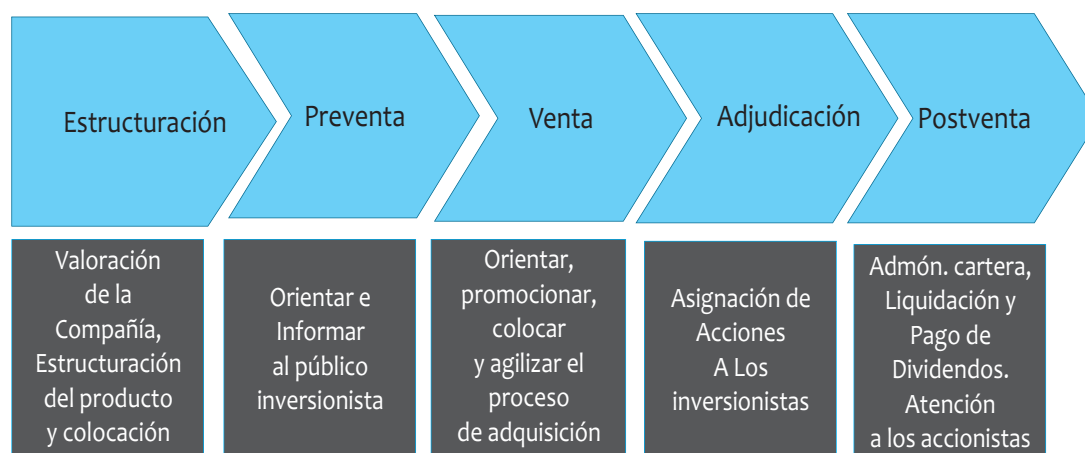 Estructuración
Preventa
Venta
Adjudicación
Postventa
Valoración
de la
Compañía,
Estructuración
del producto
y colocación
Orientar e
Informar
al público
inversionista
Orientar,
promocionar,
colocar
y agilizar el
proceso
de adquisición
Asignación de
Acciones
A Los
inversionistas
Admón. cartera,
Liquidación y
Pago de
Dividendos.
Atención
a los accionistas